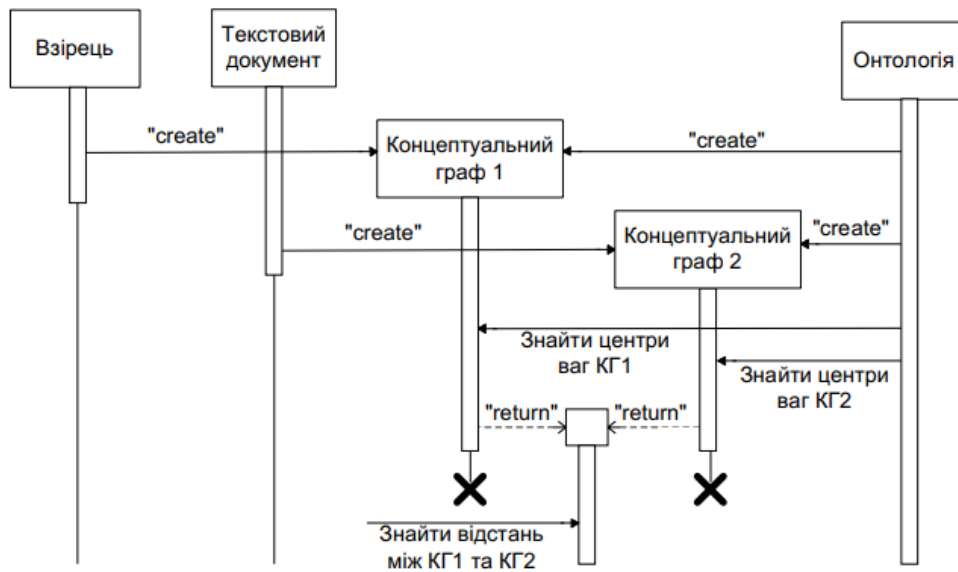 Взірець
Текстовий
документ
Онтологія
"create"
Концептуальний
граф 1
"create"
"create"
Концептуальний
граф 2
"create"
Знайти центри
ваг КГ1
Знайти центри
ваг КГ2
"return"
"return"
Знайти відстань
між КГ1 та КГ2